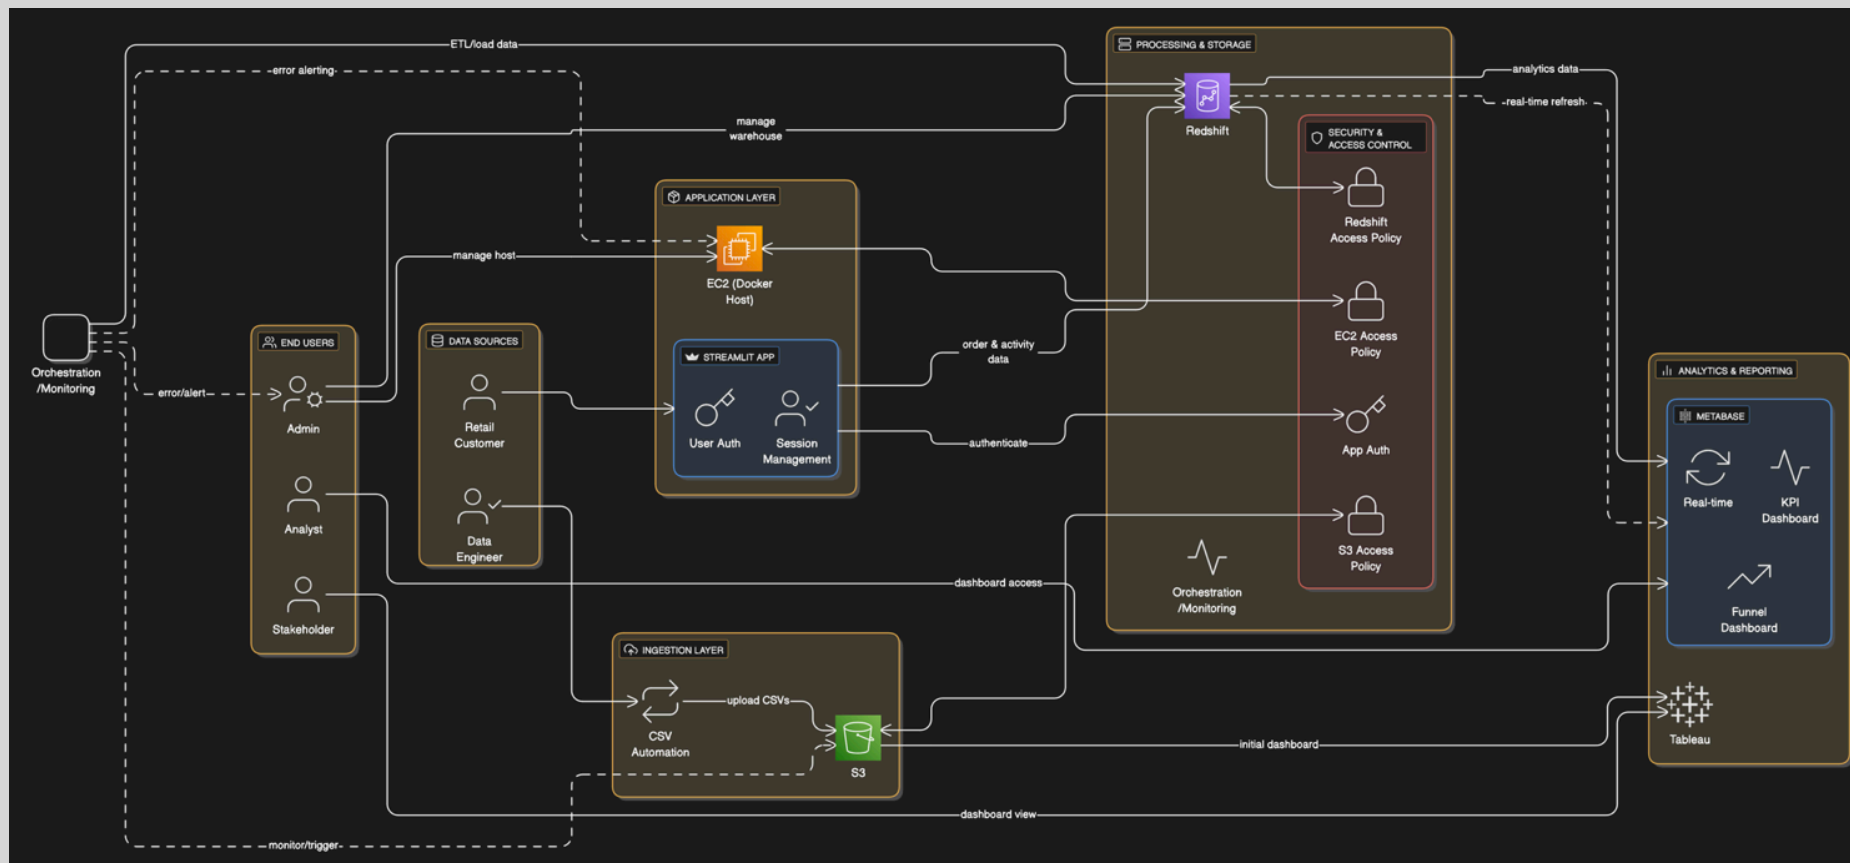 ETL/load data
error alerting
manage
warehouse
manage host
Orchestration
/Monitoring
error/alert
monitor/trigger
END USERS
Admin
Analyst
Stakeholder
DATA SOURCES
Retail
Customer
Data
Engineer
APPLICATION LAYER
EC2 (Docker
Host)
STREAMLIT APP
User Auth
Session
Management
order & activity
data
authenticate
dashboard access
INGESTION LAYER
CSV
Automation
upload CSVs
S3
initial dashboard
dashboard view
PROCESSING & STORAGE
Redshift
SECURITY &
ACCESS CONTROL
Redshift
Access Policy
EC2 Access
Policy
App Auth
S3 Access
Policy
Orchestration
/Monitoring
analytics data
real-time refresh
ANALYTICS & REPORTING
METABASE
Real-time
KPI
Dashboard
Funnel
Dashboard
Tableau